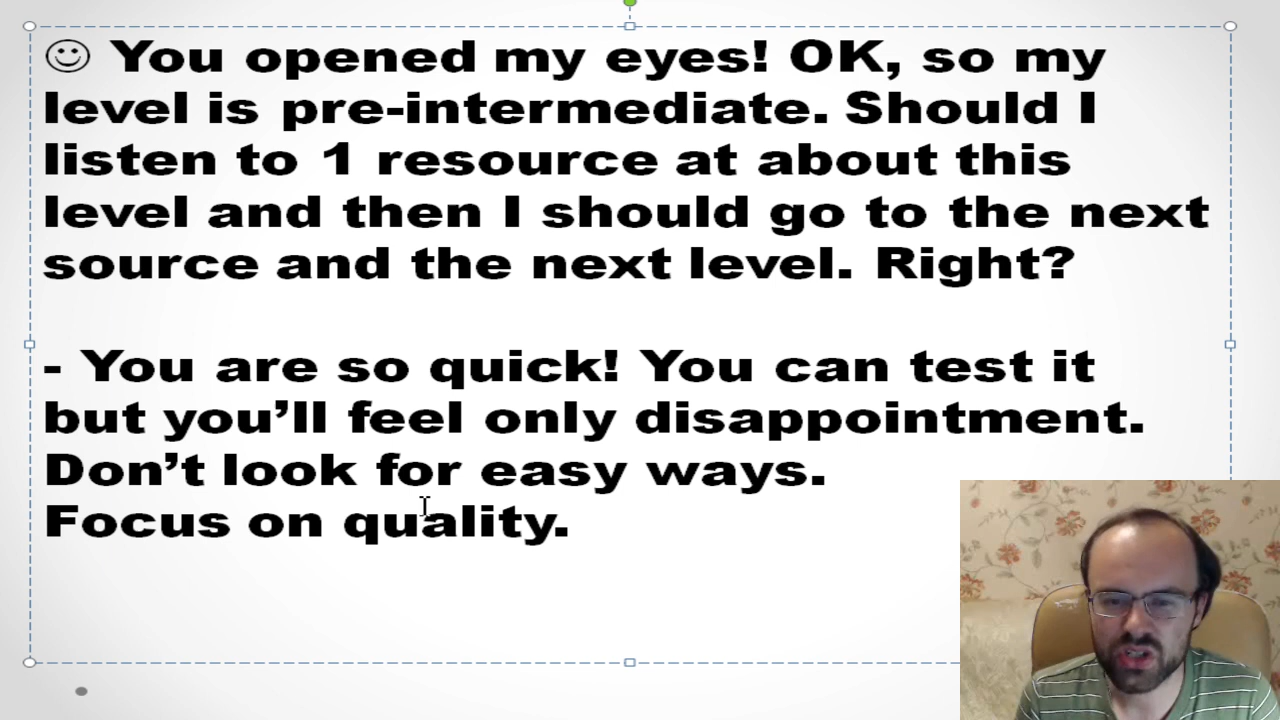 ☺ You opened my eyes! OK, so my
level is pre-intermediate. Should I
listen to 1 resource at about this
level and then I should go to the next
source and the next level. Right?
- You are so quick! You can test it
but you’ll feel only disappointment.
Don’t look for easy ways.
Focus on quality.